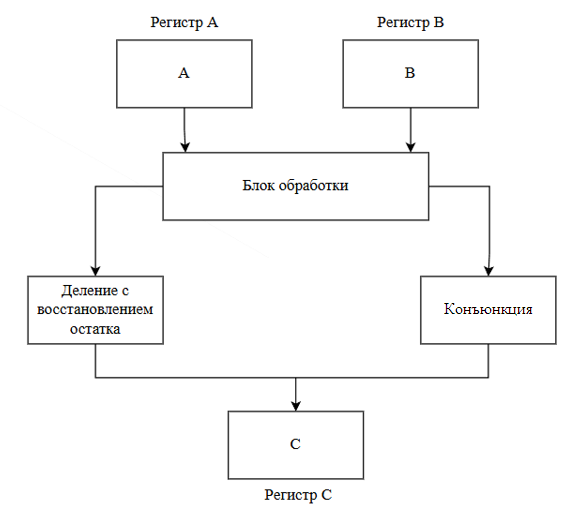 Регистр А
Регистр В
А
В
Блок обработки
Деление с
восстановлением
остатка
Конъюнкция
С
Регистр С